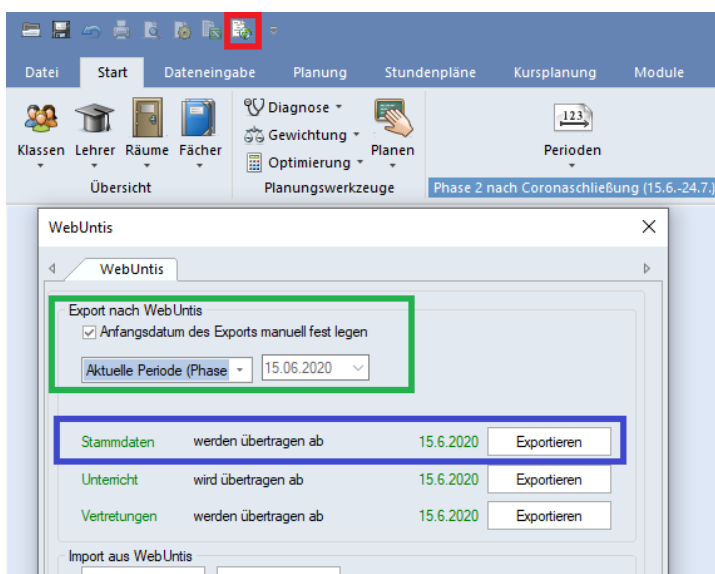 Datei Start Dateneingabe Planung Stundenpläne Kursplanung Module
Diagnose
Gewichtung
Optimierung
Klassen Lehrer Räume Fächer
Planen
123
Perioden
Übersicht Planungswerkzeuge Phase 2 nach Coronaschließung (15.6.-24.7.)
WebUntis
WebUntis
Export nach WebUntis
Anfangsdatum des Exports manuell fest legen
Aktuelle Periode (Phase 15.06.2020
Stammdaten werden übertragen ab 15.6.2020 Exportieren
Unterricht wird übertragen ab 15.6.2020 Exportieren
Vertretungen werden übertragen ab 15.6.2020 Exportieren
Import aus WebUntis